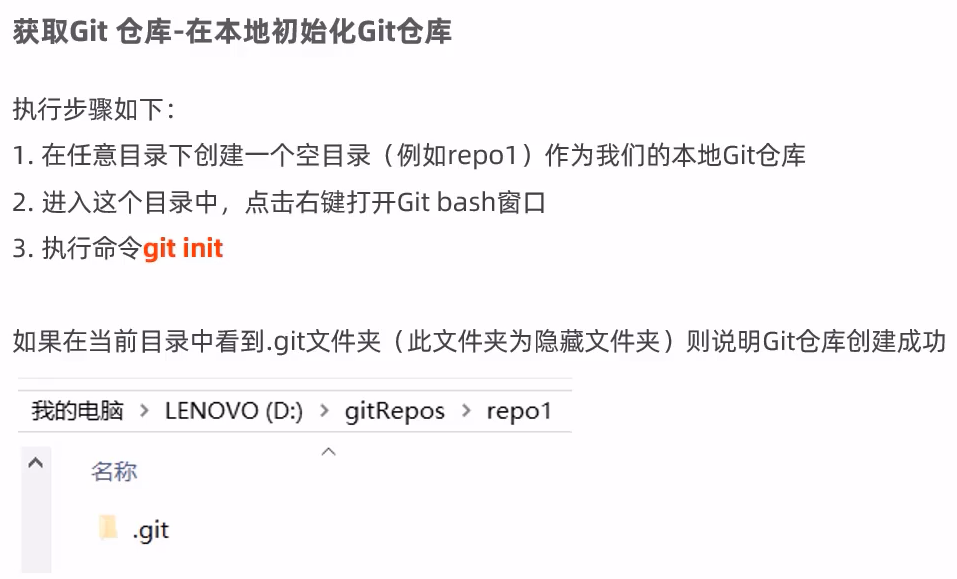 获取Git 仓库-在本地初始化Git仓库
执行步骤如下：
1. 在任意目录下创建一个空目录（例如repo1）作为我们的本地Git仓库
2. 进入这个目录中，点击右键打开Git bash窗口
3. 执行命令git init
如果在当前目录中看到.git文件夹（此文件夹为隐藏文件夹）则说明Git仓库创建成功
我的电脑 > LENOVO (D:) > gitRepos > repo1
名称
.git